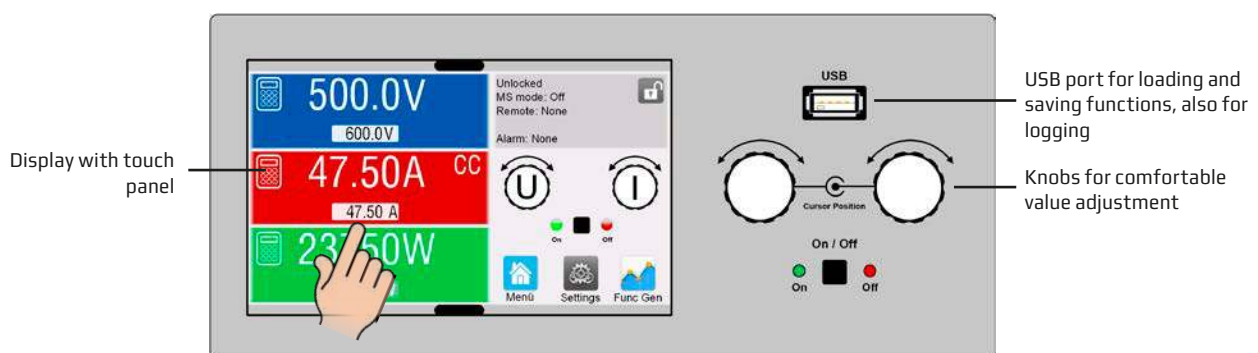 Display with touch
panel
500.0V
600.0V
47.50A CC
47.50 A
23750W
Unlocked
MS mode: Off
Remote: None
Alarm: None
U I
On Off
Menü Settings Func Gen
USB
Cursor Position
On / Off
On Off
USB port for loading and
saving functions, also for
logging
Knobs for comfortable
value adjustment